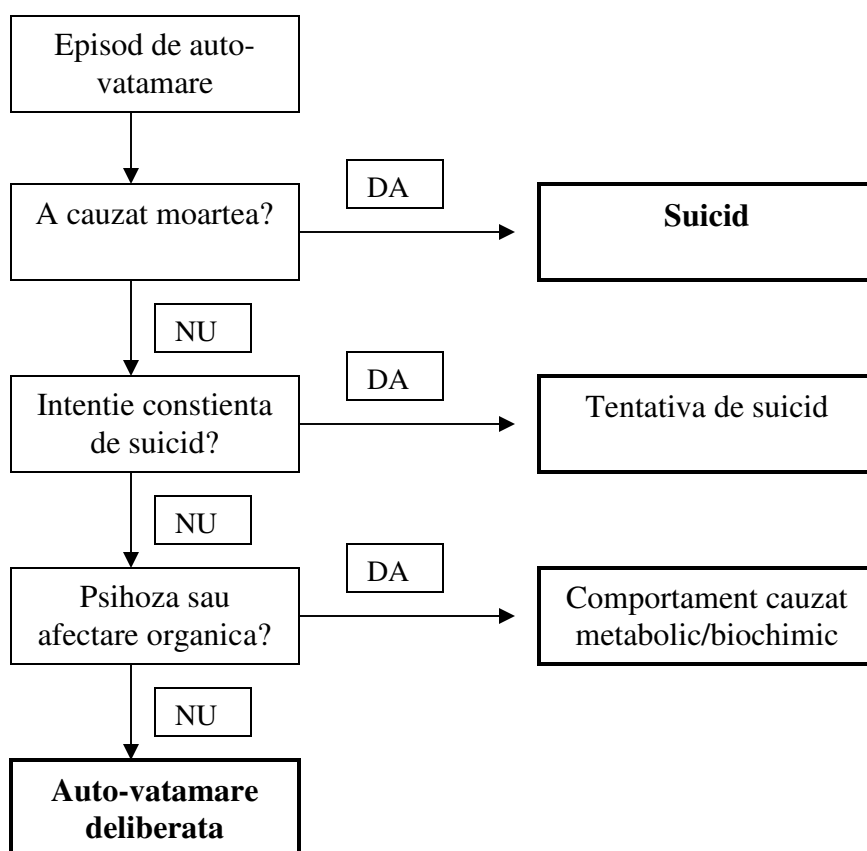 Episod de auto-
vatamare
A cauzat moartea?
DA
Suicid
NU
Intentie constienta
de suicid?
DA
Tentativa de suicid
NU
Psihoza sau
afectare organica?
DA
Comportament cauzat
metabolic/biochimic
NU
Auto-vatamare
deliberata